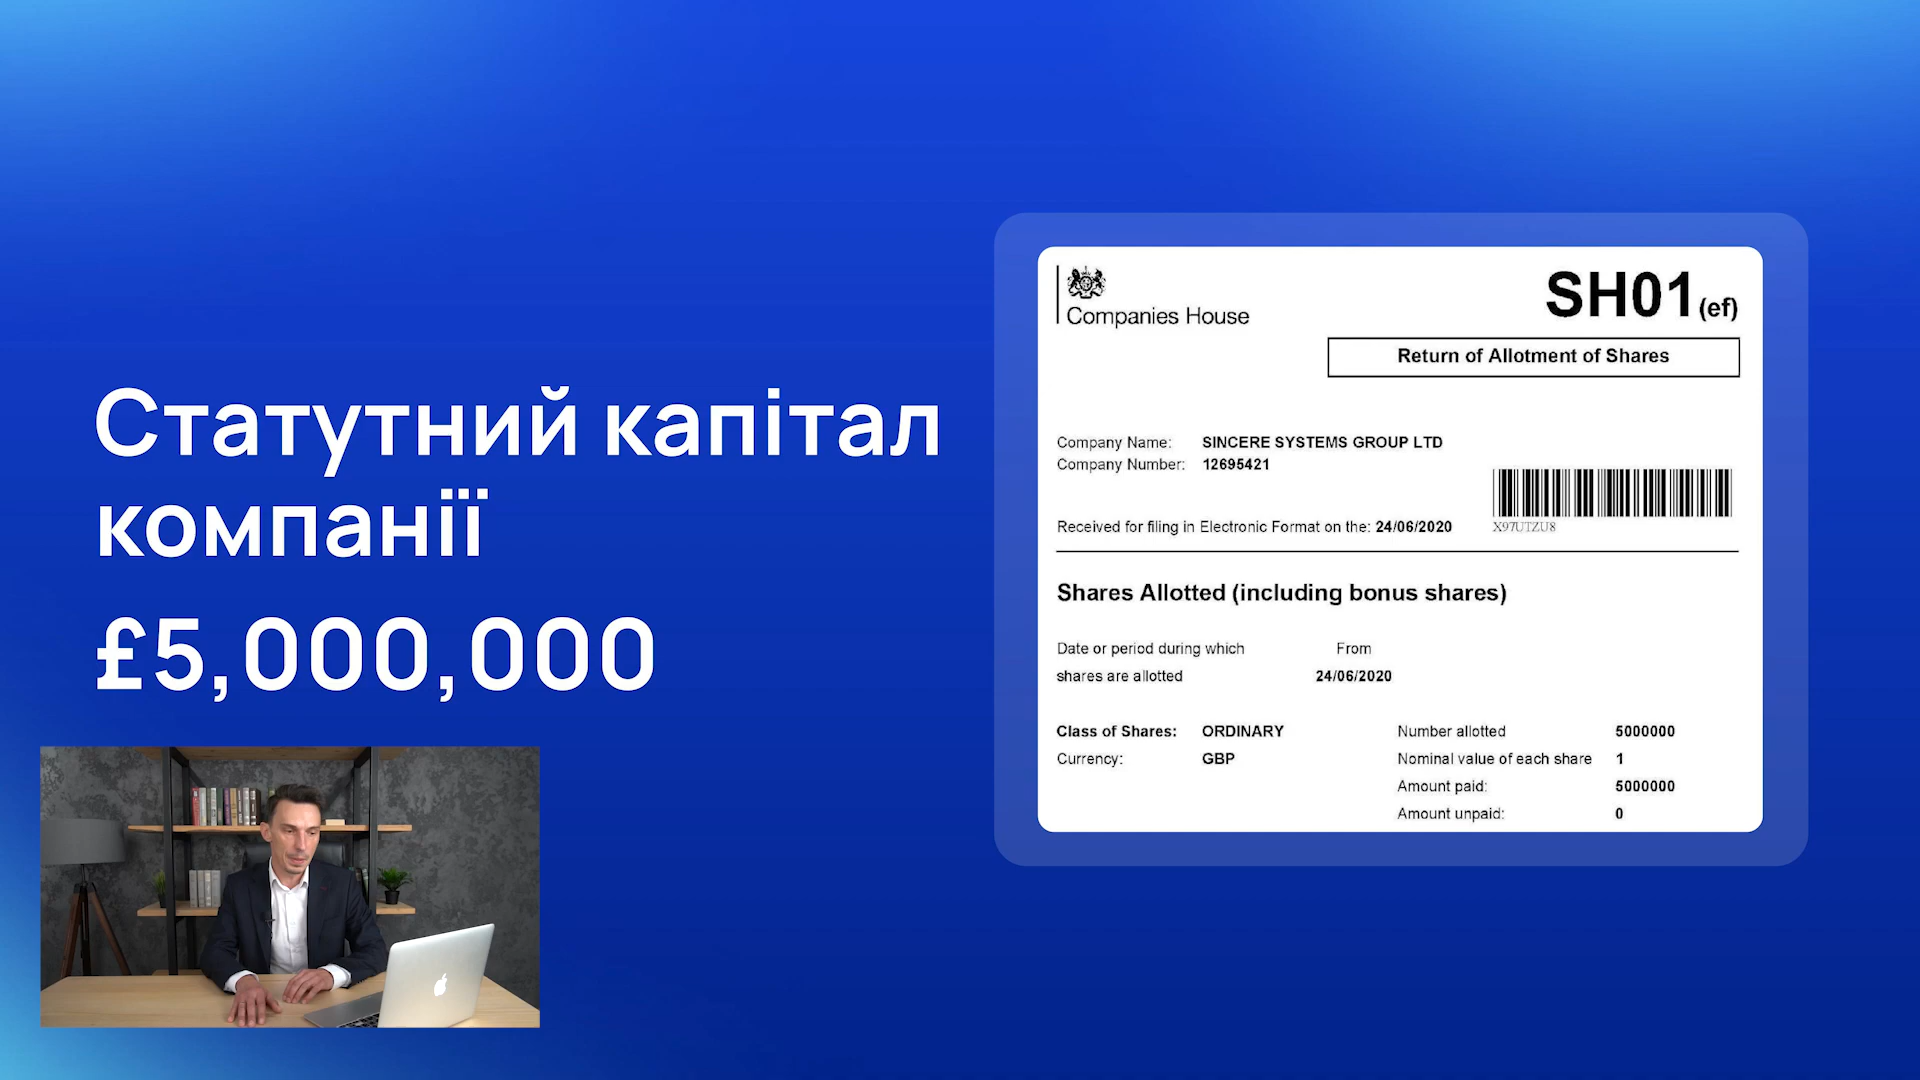 Статутний капітал
компанії
£5,000,000
Companies House
SH01(ef)
Return of Allotment of Shares
Company Name: SINCERE SYSTEMS GROUP LTD
Company Number: 12695421
Received for filing in Electronic Format on the: 24/06/2020
X97UTZU8
Shares Allotted (including bonus shares)
Date or period during which From
shares are allotted 24/06/2020
Class of Shares: ORDINARY Number allotted 5000000
Currency: GBP Nominal value of each share 1
Amount paid: 5000000
Amount unpaid: 0